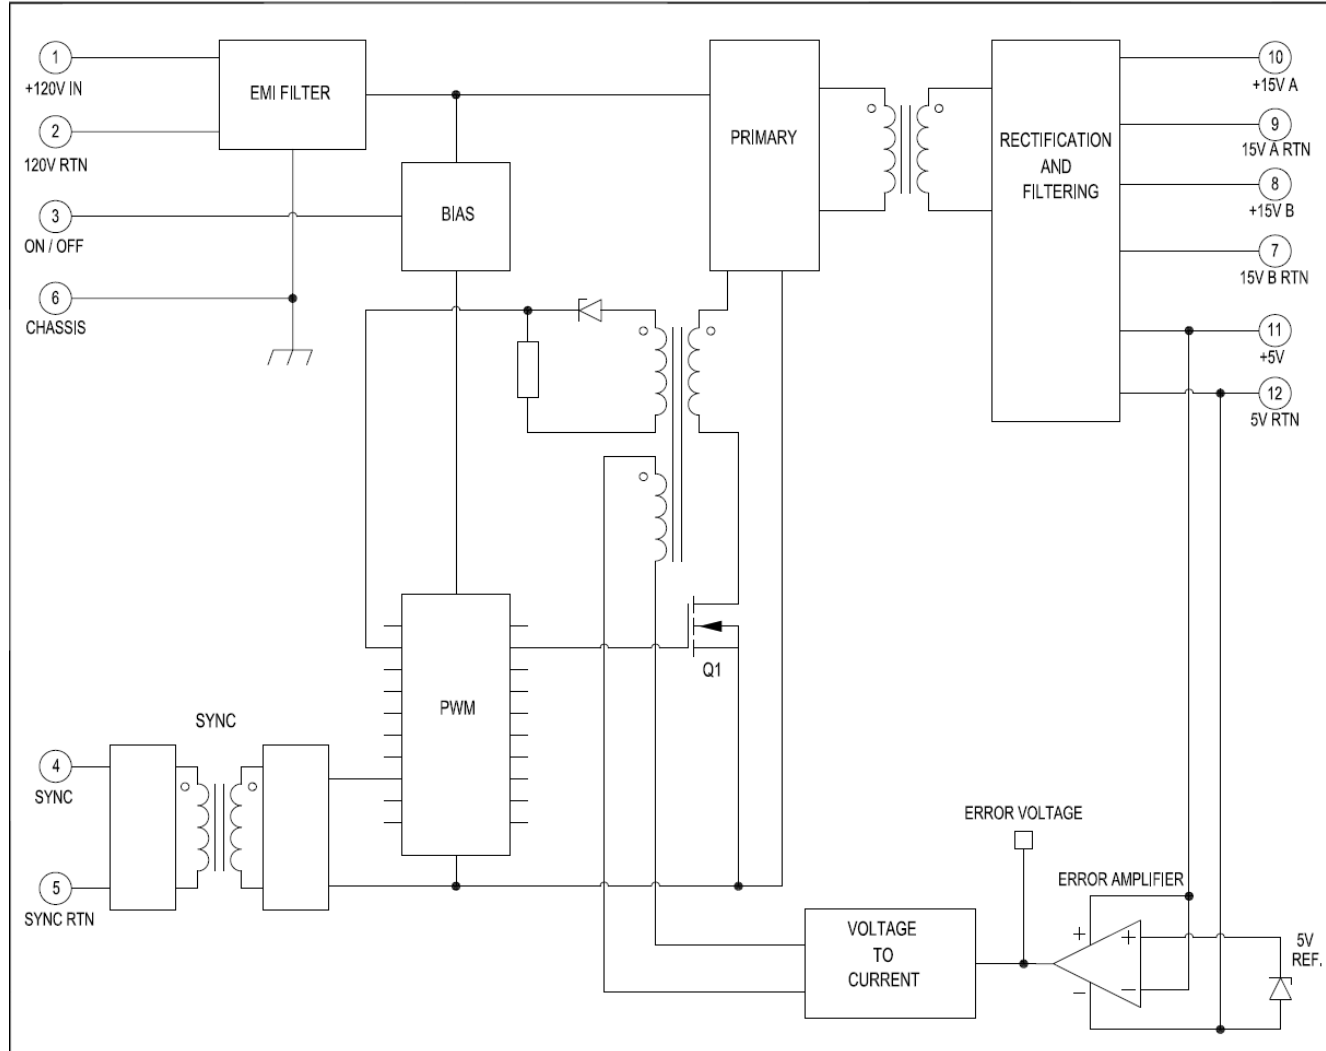 1
+120V IN
2
120V RTN
3
ON / OFF
6
CHASSIS
EMI FILTER
BIAS
PRIMARY
RECTIFICATION
AND
FILTERING
10
+15V A
9
15V A RTN
8
+15V B
7
15V B RTN
11
+5V
12
5V RTN
Q1
PWM
SYNC
4
SYNC
5
SYNC RTN
ERROR VOLTAGE
ERROR AMPLIFIER
VOLTAGE
TO
CURRENT
+
+
−
−
5V
REF.